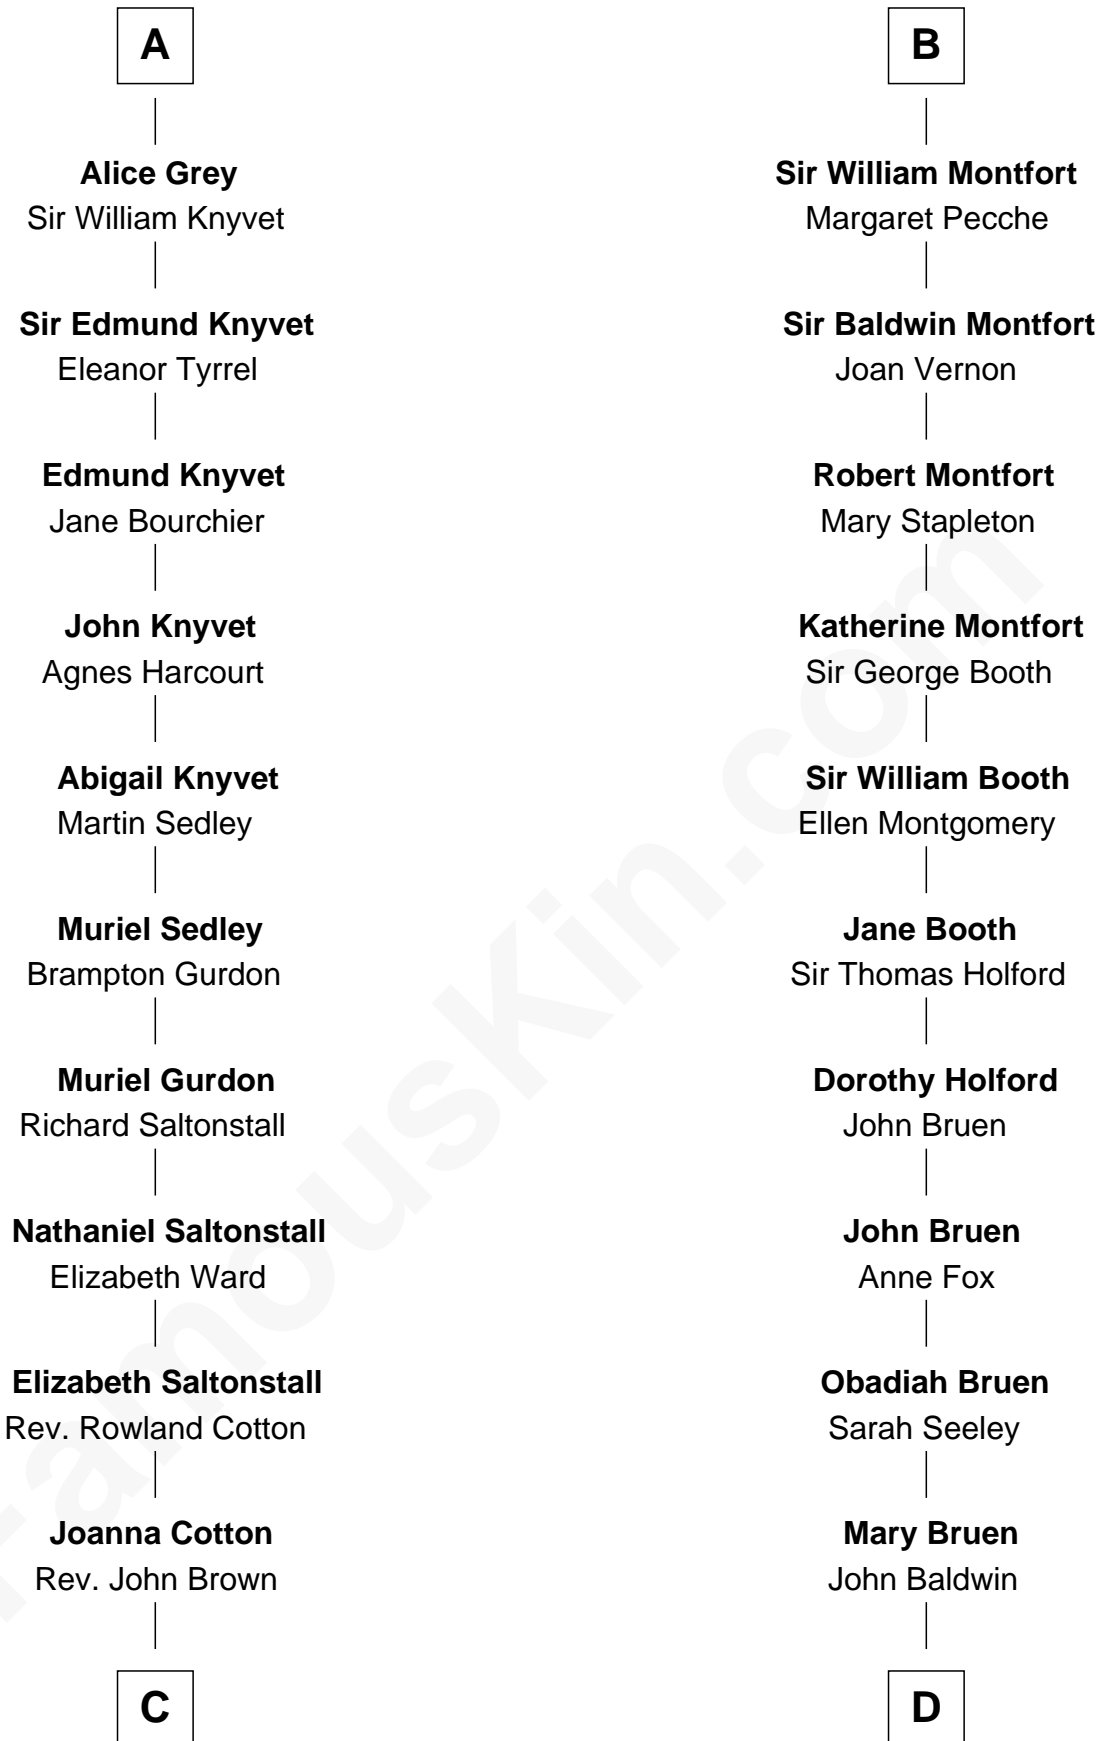 A
Alice Grey
Sir William Knyvet
Sir Edmund Knyvet
Eleanor Tyrrel
Edmund Knyvet
Jane Bourchier
John Knyvet
Agnes Harcourt
Abigail Knyvet
Martin Sedley
Muriel Sedley
Brampton Gurdon
Muriel Gurdon
Richard Saltonstall
Nathaniel Saltonstall
Elizabeth Ward
Elizabeth Saltonstall
Rev. Rowland Cotton
Joanna Cotton
Rev. John Brown
C
B
Sir William Montfort
Margaret Pecche
Sir Baldwin Montfort
Joan Vernon
Robert Montfort
Mary Stapleton
Katherine Montfort
Sir George Booth
Sir William Booth
Ellen Montgomery
Jane Booth
Sir Thomas Holford
Dorothy Holford
John Bruen
John Bruen
Anne Fox
Obadiah Bruen
Sarah Seeley
Mary Bruen
John Baldwin
D
FamousKin.com